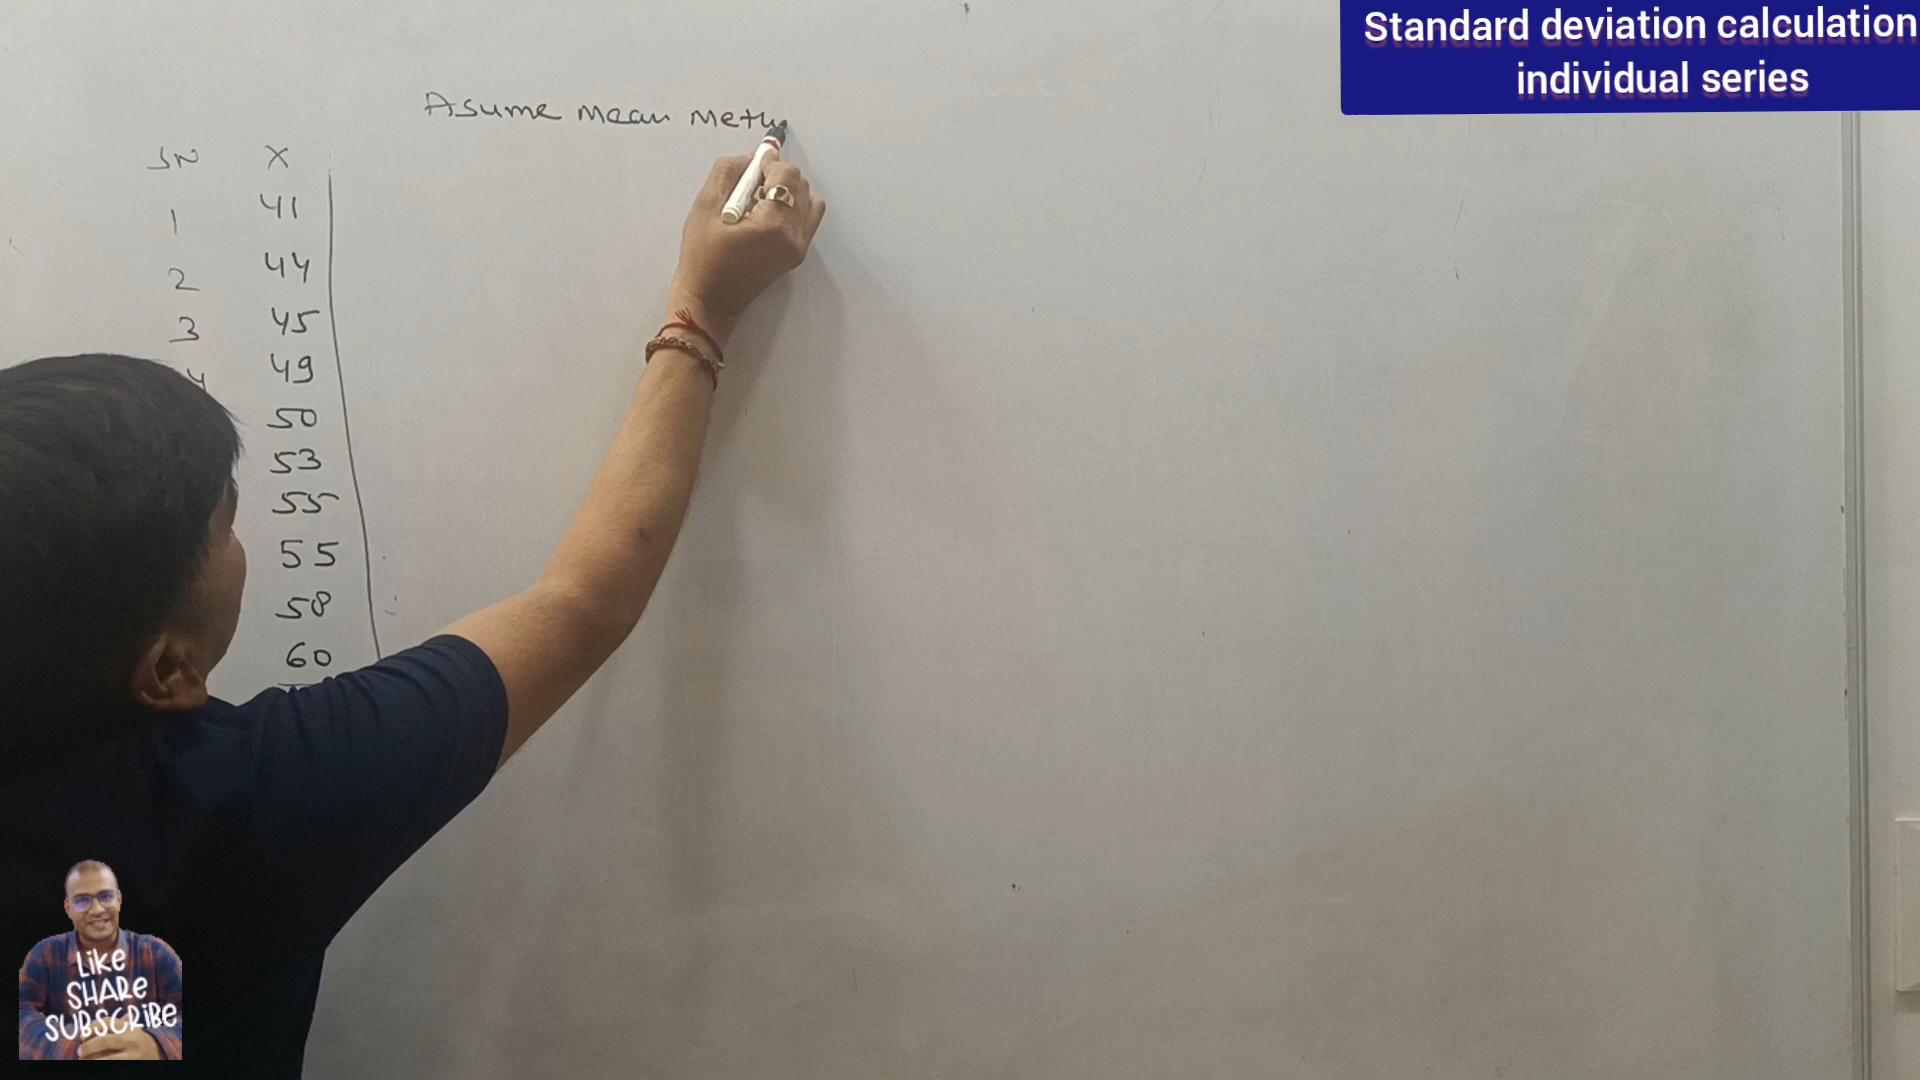 Standard deviation calculation
individual series
Asume mean meth
SN X
1 41
2 44
3 45
4 49
50
53
55
55
58
60
LiKe
SHARe
SUBSCRiBe